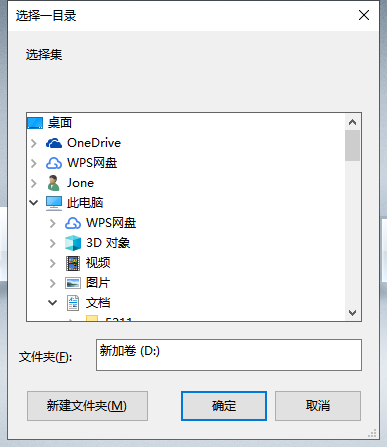 选择一目录
选择集
桌面
OneDrive
WPS网盘
Jone
此电脑
WPS网盘
3D 对象
视频
图片
文档
5211
文件夹(F):
新加卷 (D:)
新建文件夹(M)
确定
取消